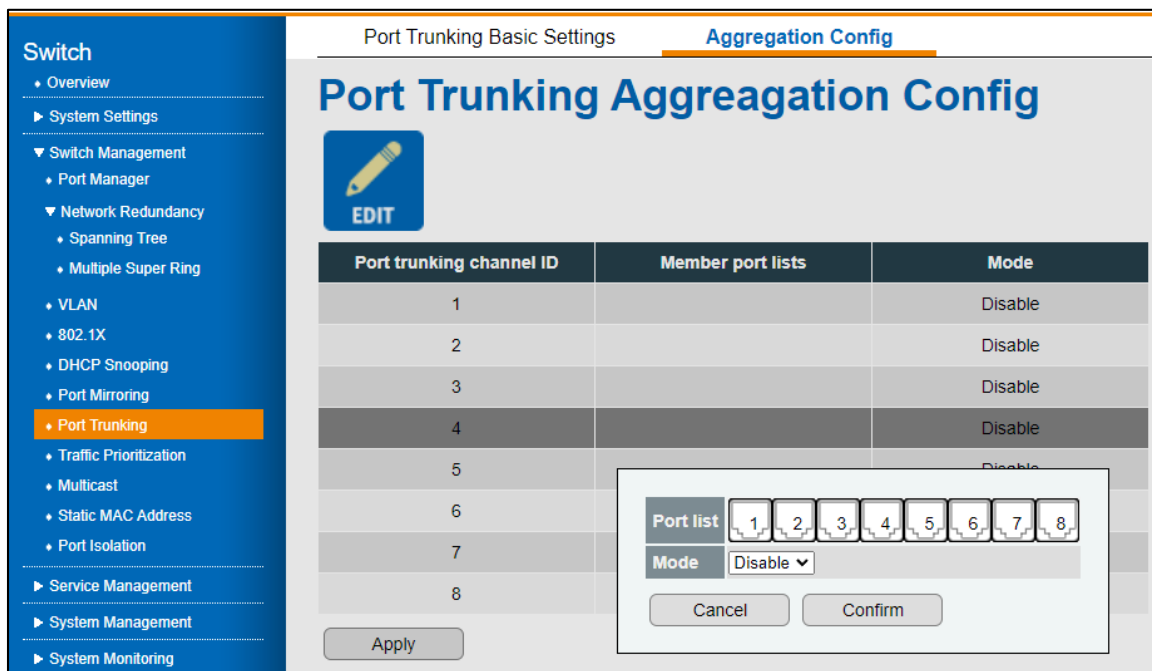 Switch
Overview
System Settings
Switch Management
Port Manager
Network Redundancy
Spanning Tree
Multiple Super Ring
VLAN
802.1X
DHCP Snooping
Port Mirroring
Port Trunking
Traffic Prioritization
Multicast
Static MAC Address
Port Isolation
Service Management
System Management
System Monitoring
Port Trunking Basic Settings Aggregation Config
Port Trunking Aggreagation Config
EDIT
Port trunking channel ID Member port lists Mode
1 Disable
2 Disable
3 Disable
4 Disable
5 Disable
6
7
8
Port list 1 2 3 4 5 6 7 8
Mode Disable
Cancel Confirm
Apply